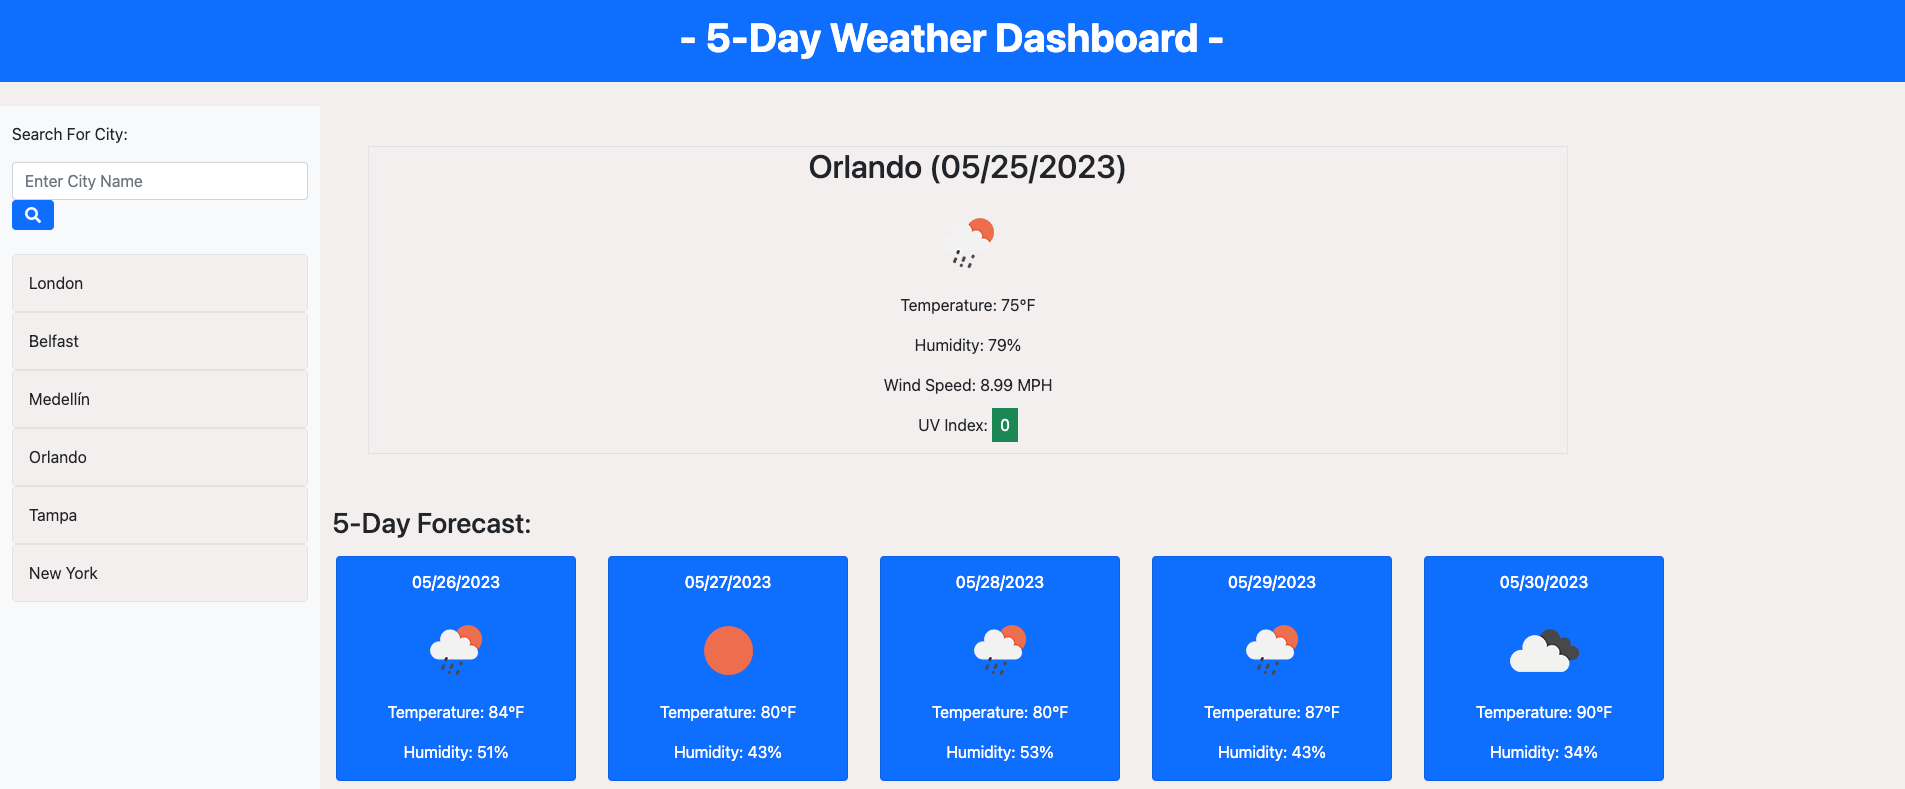 - 5-Day Weather Dashboard -
Search For City:
Enter City Name
London
Belfast
Medellín
Orlando
Tampa
New York
Orlando (05/25/2023)
Temperature: 75°F
Humidity: 79%
Wind Speed: 8.99 MPH
UV Index: 0
5-Day Forecast:
05/26/2023
Temperature: 84°F
Humidity: 51%
05/27/2023
Temperature: 80°F
Humidity: 43%
05/28/2023
Temperature: 80°F
Humidity: 53%
05/29/2023
Temperature: 87°F
Humidity: 43%
05/30/2023
Temperature: 90°F
Humidity: 34%